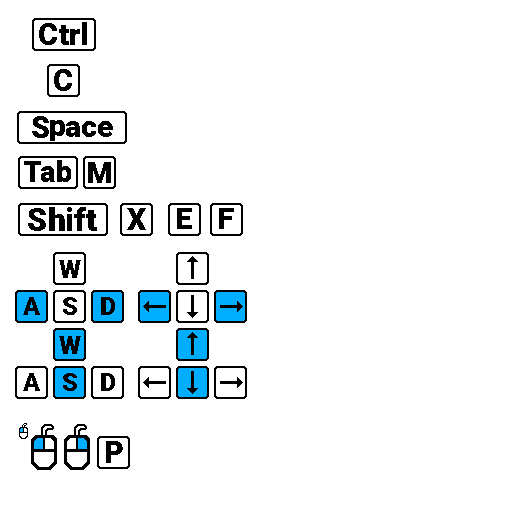 Ctrl
C
Space
Tab M
Shift X E F
W ↑
A S D ← ↓ →
W ↑
A S D ← ↓ →
P